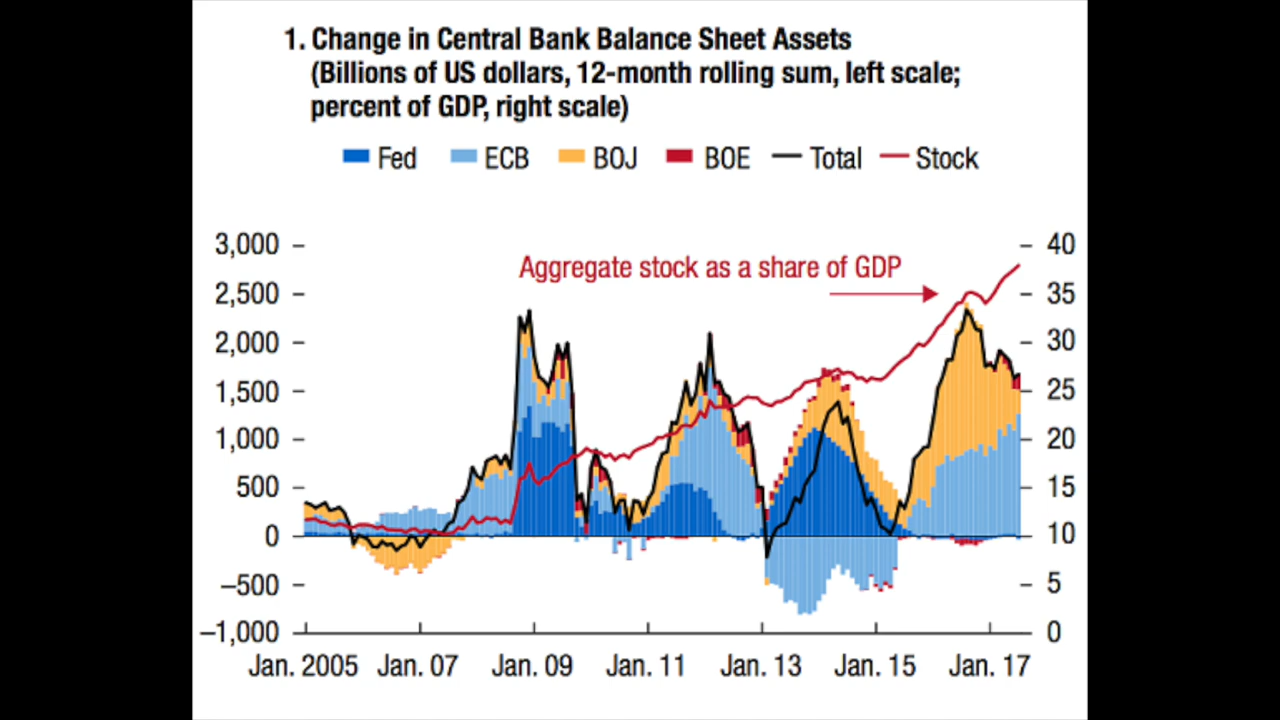 1. Change in Central Bank Balance Sheet Assets
(Billions of US dollars, 12-month rolling sum, left scale;
percent of GDP, right scale)
Fed ECB BOJ BOE Total Stock
3,000 40
Aggregate stock as a share of GDP
2,500 35
2,000 30
1,500 25
1,000 20
500 15
0 10
–500 5
–1,000 0
Jan. 2005 Jan. 07 Jan. 09 Jan. 11 Jan. 13 Jan. 15 Jan. 17